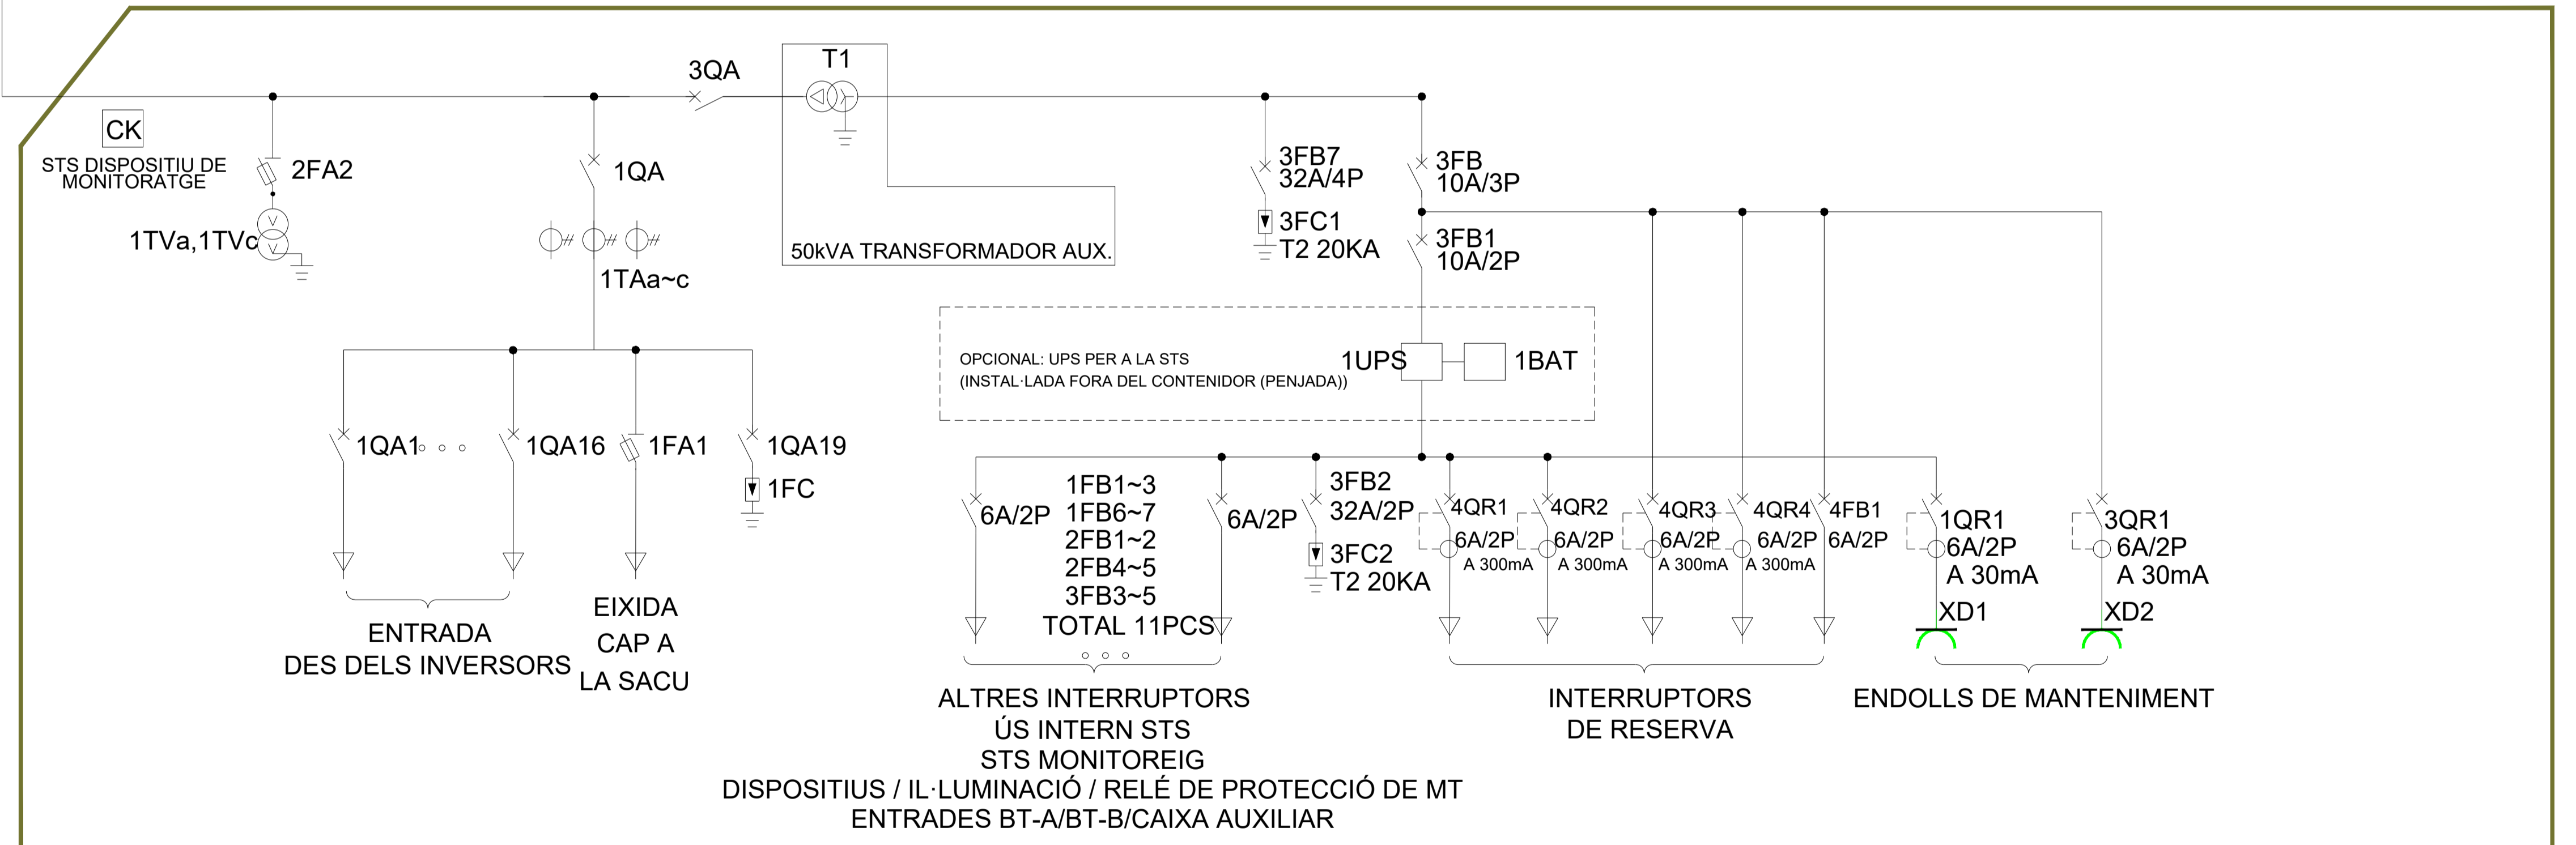 T1
3QA
CK
STS DISPOSITIU DE
MONITORATGE
2FA2
1TVa,1TVc
1QA
1TAa~c
50kVA TRANSFORMADOR AUX.
3FB7
32A/4P
3FC1
T2 20KA
3FB
10A/3P
3FB1
10A/2P
OPCIONAL: UPS PER A LA STS
(INSTAL·LADA FORA DEL CONTENIDOR (PENJADA))
1UPS
1BAT
1QA1
1QA16
1FA1
1QA19
1FC
ENTRADA
DES DELS INVERSORS
EIXIDA
CAP A
LA SACU
6A/2P
1FB1~3
1FB6~7
2FB1~2
2FB4~5
3FB3~5
TOTAL 11PCS
6A/2P
3FB2
32A/2P
3FC2
T2 20KA
4QR1
6A/2P
A 300mA
4QR2
6A/2P
A 300mA
4QR3
6A/2P
A 300mA
4QR4
6A/2P
A 300mA
4FB1
6A/2P
1QR1
6A/2P
A 30mA
XD1
3QR1
6A/2P
A 30mA
XD2
ALTRES INTERRUPTORS
ÚS INTERN STS
STS MONITOREIG
DISPOSITIUS / IL·LUMINACIÓ / RELÉ DE PROTECCIÓ DE MT
ENTRADES BT-A/BT-B/CAIXA AUXILIAR
INTERRUPTORS
DE RESERVA
ENDOLLS DE MANTENIMENT